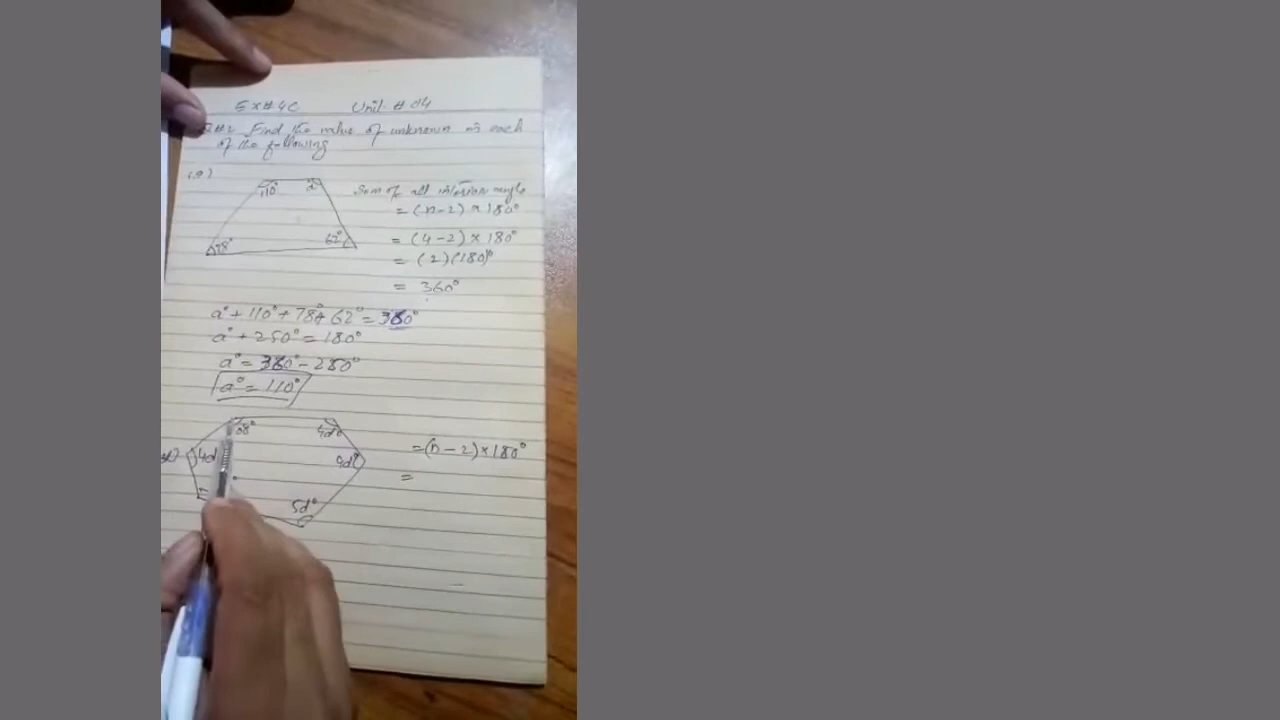 Ex# 4C Unit # 04
Q#2 Find the value of unknown in each
of the following
(a)
110° a°
78° 62°
Sum of all interior angle
= (n-2) × 180°
= (4-2) × 180°
= (2)(180)°
= 360°
a° + 110° + 78° + 62° = 360°
a° + 250° = 180°
a° = 360° - 250°
a° = 110°
4d°
4d
4d°
5d°
= (n - 2) × 180°
=